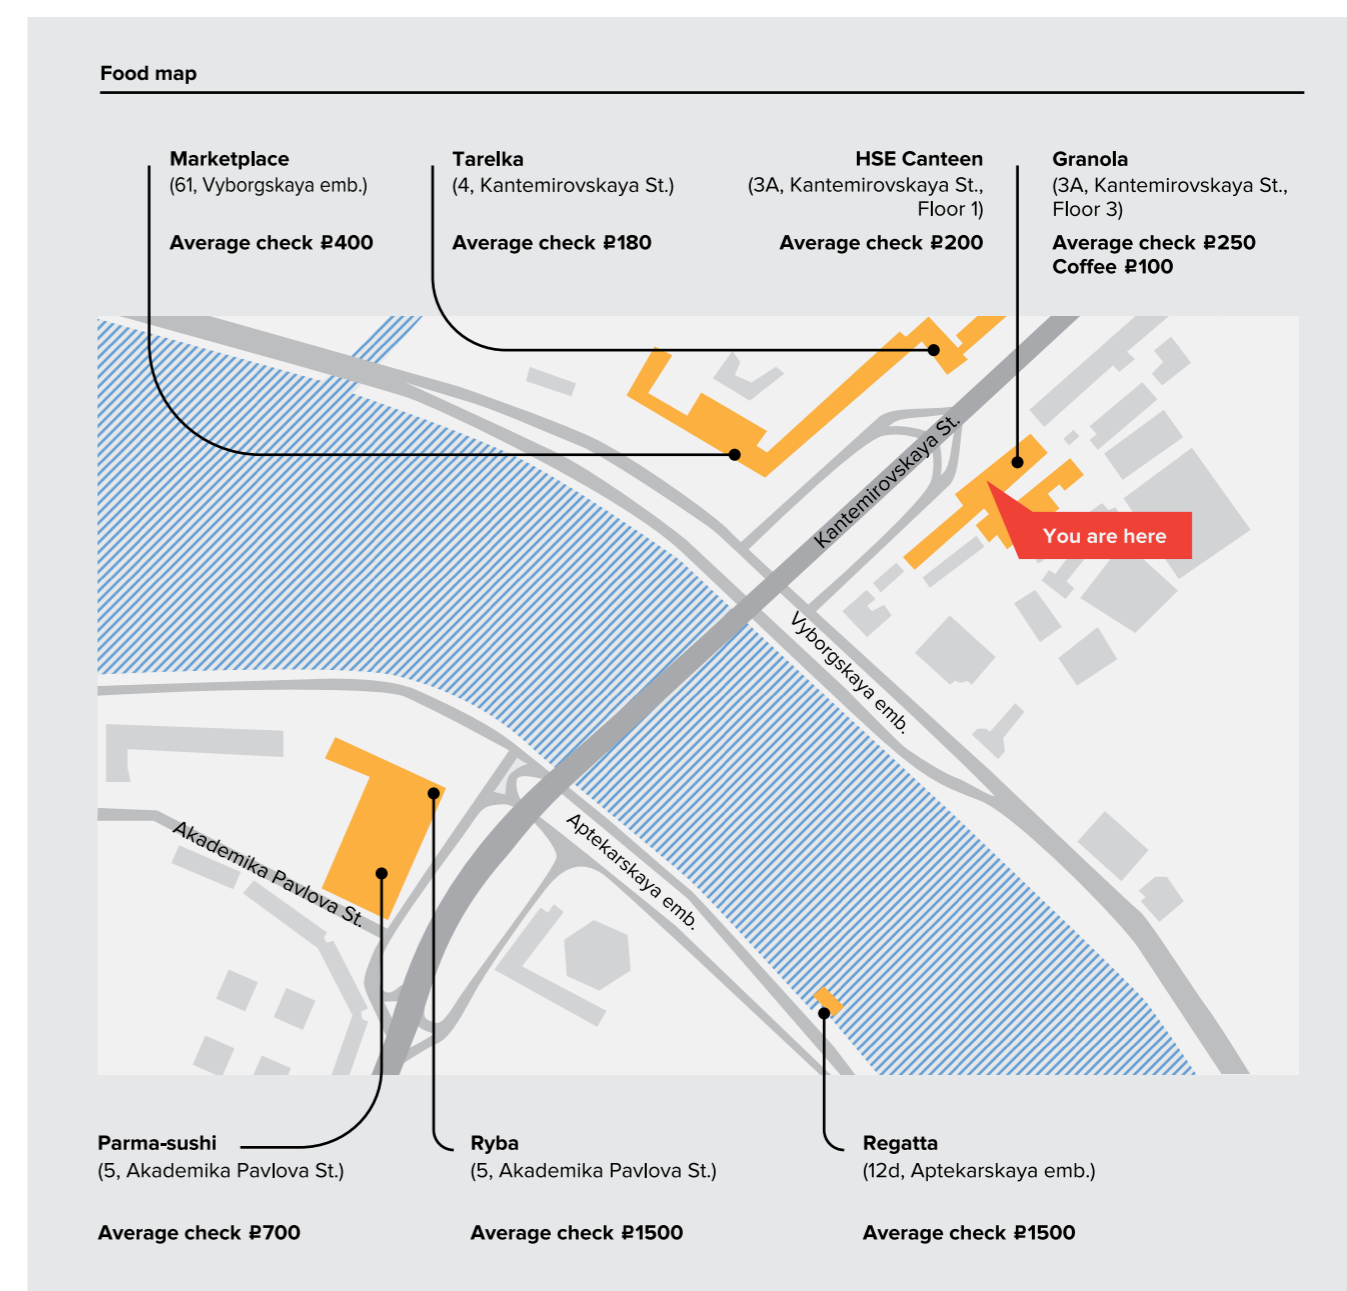 Food map
Marketplace
(61, Vyborgskaya emb.)
Average check ₽400
Tarelka
(4, Kantemirovskaya St.)
Average check ₽180
HSE Canteen
(3A, Kantemirovskaya St.,
Floor 1)
Average check ₽200
Granola
(3A, Kantemirovskaya St.,
Floor 3)
Average check ₽250
Coffee ₽100
Kantemirovskaya St.
You are here
Vyborgskaya emb.
Akademika Pavlova St.
Aptekarskaya emb.
Parma-sushi
(5, Akademika Pavlova St.)
Average check ₽700
Ryba
(5, Akademika Pavlova St.)
Average check ₽1500
Regatta
(12d, Aptekarskaya emb.)
Average check ₽1500